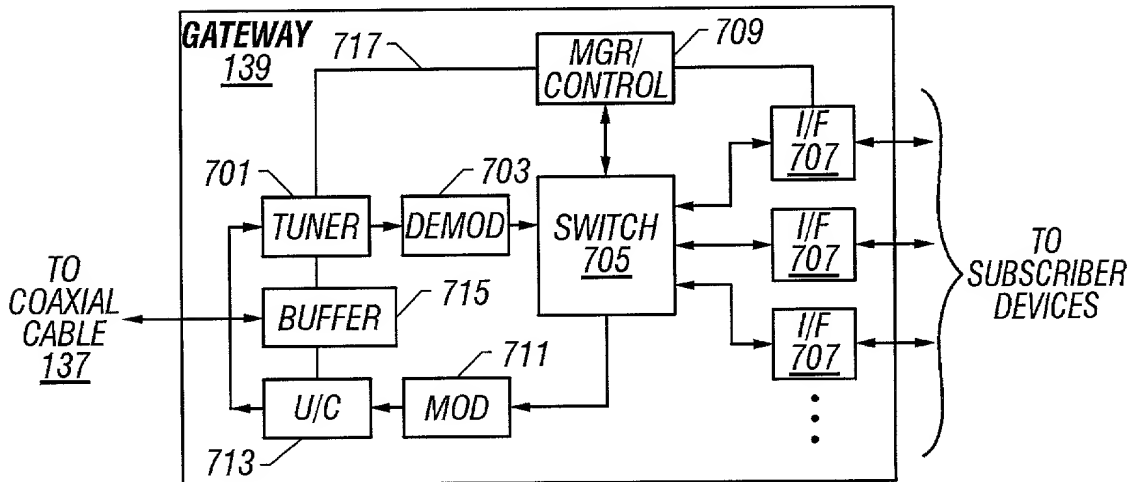 GATEWAY
139
717
MGR/
CONTROL
709
701
TUNER
703
DEMOD
SWITCH
705
I/F
707
I/F
707
I/F
707
TO
SUBSCRIBER
DEVICES
TO
COAXIAL
CABLE
137
BUFFER
715
711
U/C
MOD
713